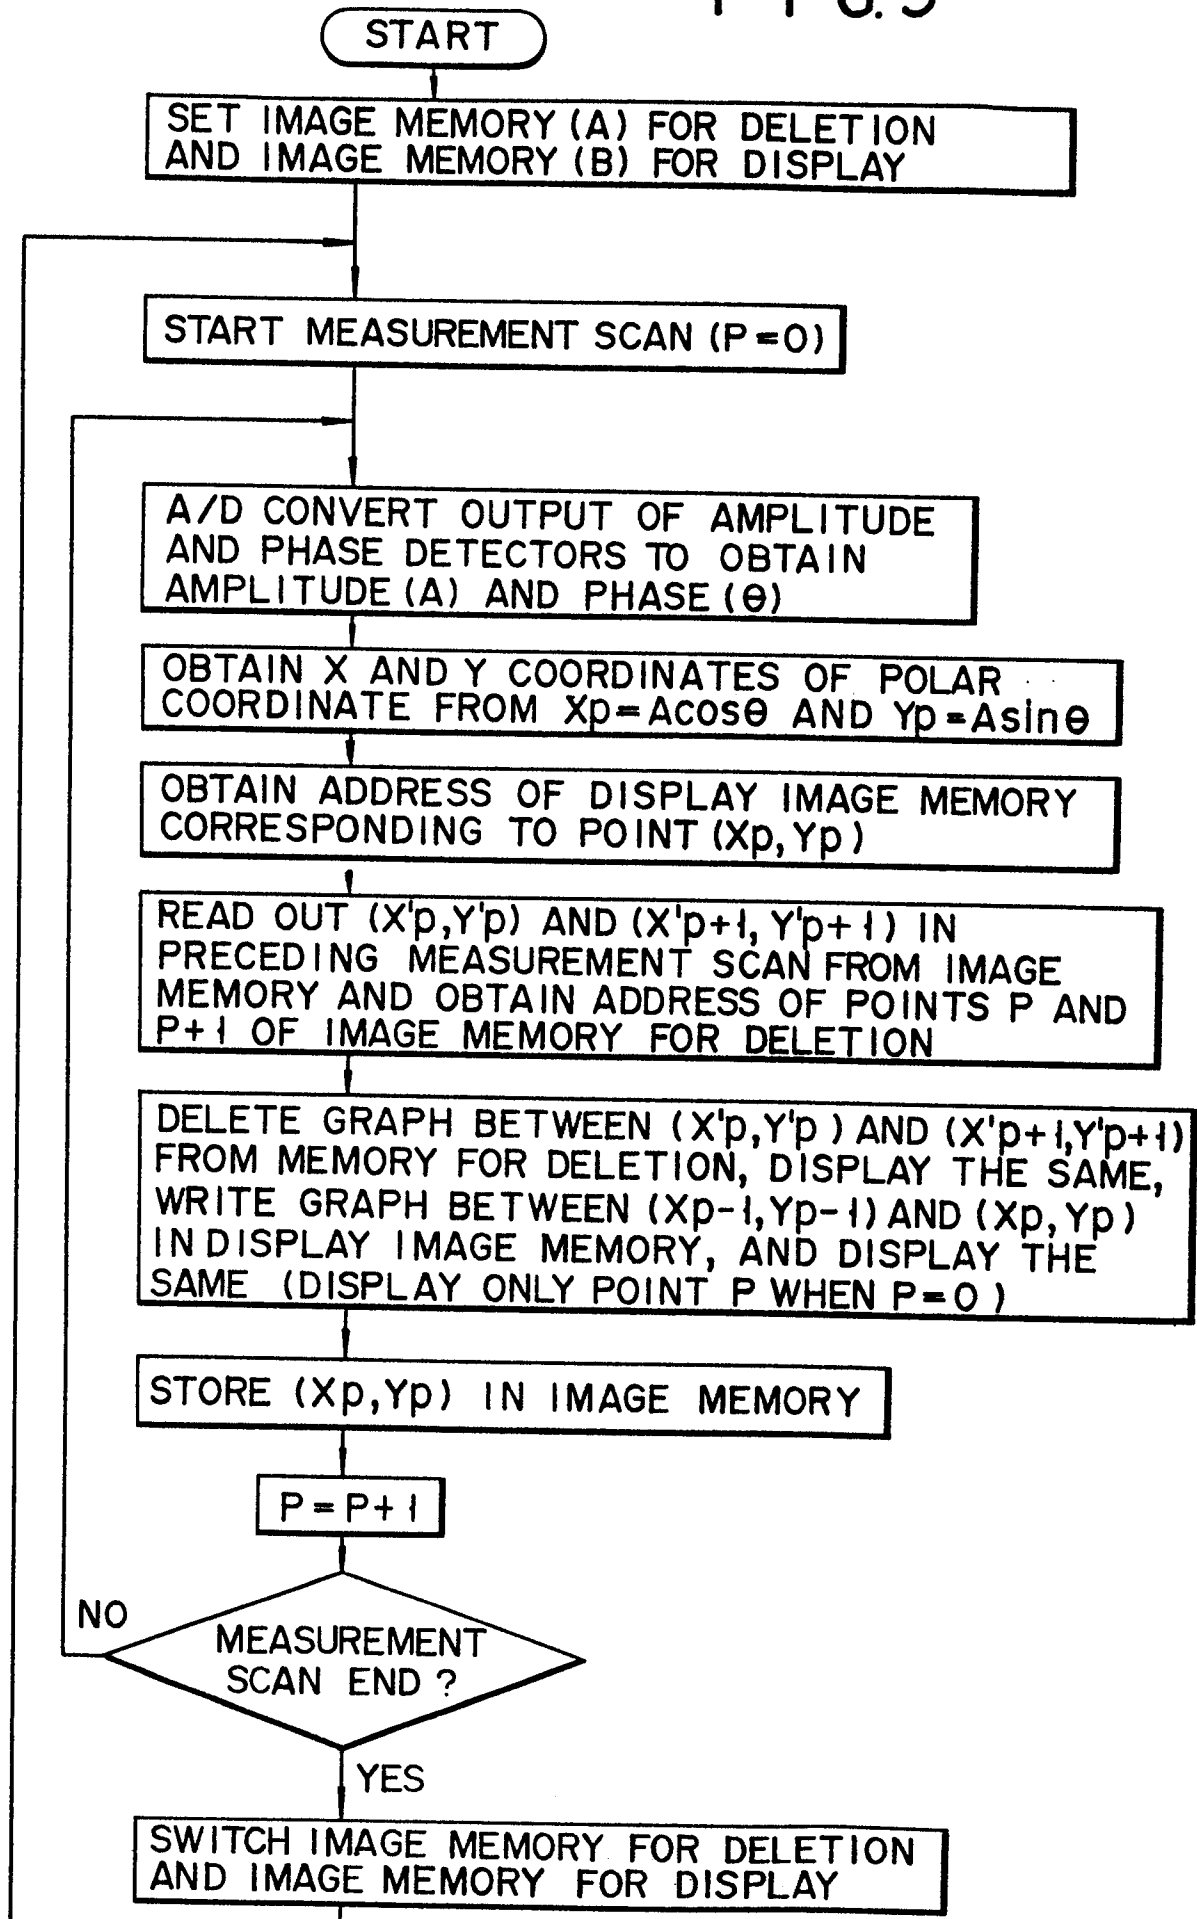 START
SET IMAGE MEMORY (A) FOR DELETION
AND IMAGE MEMORY (B) FOR DISPLAY
START MEASUREMENT SCAN (P=0)
A/D CONVERT OUTPUT OF AMPLITUDE
AND PHASE DETECTORS TO OBTAIN
AMPLITUDE (A) AND PHASE (θ)
OBTAIN X AND Y COORDINATES OF POLAR
COORDINATE FROM Xp=Acosθ AND Yp=Asinθ
OBTAIN ADDRESS OF DISPLAY IMAGE MEMORY
CORRESPONDING TO POINT (Xp,Yp)
READ OUT (X'p,Y'p) AND (X'p+1, Y'p+1) IN
PRECEDING MEASUREMENT SCAN FROM IMAGE
MEMORY AND OBTAIN ADDRESS OF POINTS P AND
P+1 OF IMAGE MEMORY FOR DELETION
DELETE GRAPH BETWEEN (X'p,Y'p) AND (X'p+1,Y'p+1)
FROM MEMORY FOR DELETION, DISPLAY THE SAME,
WRITE GRAPH BETWEEN (Xp-1,Yp-1) AND (Xp,Yp)
IN DISPLAY IMAGE MEMORY, AND DISPLAY THE
SAME (DISPLAY ONLY POINT P WHEN P=0)
STORE (Xp,Yp) IN IMAGE MEMORY
P=P+1
NO
MEASUREMENT
SCAN END ?
YES
SWITCH IMAGE MEMORY FOR DELETION
AND IMAGE MEMORY FOR DISPLAY